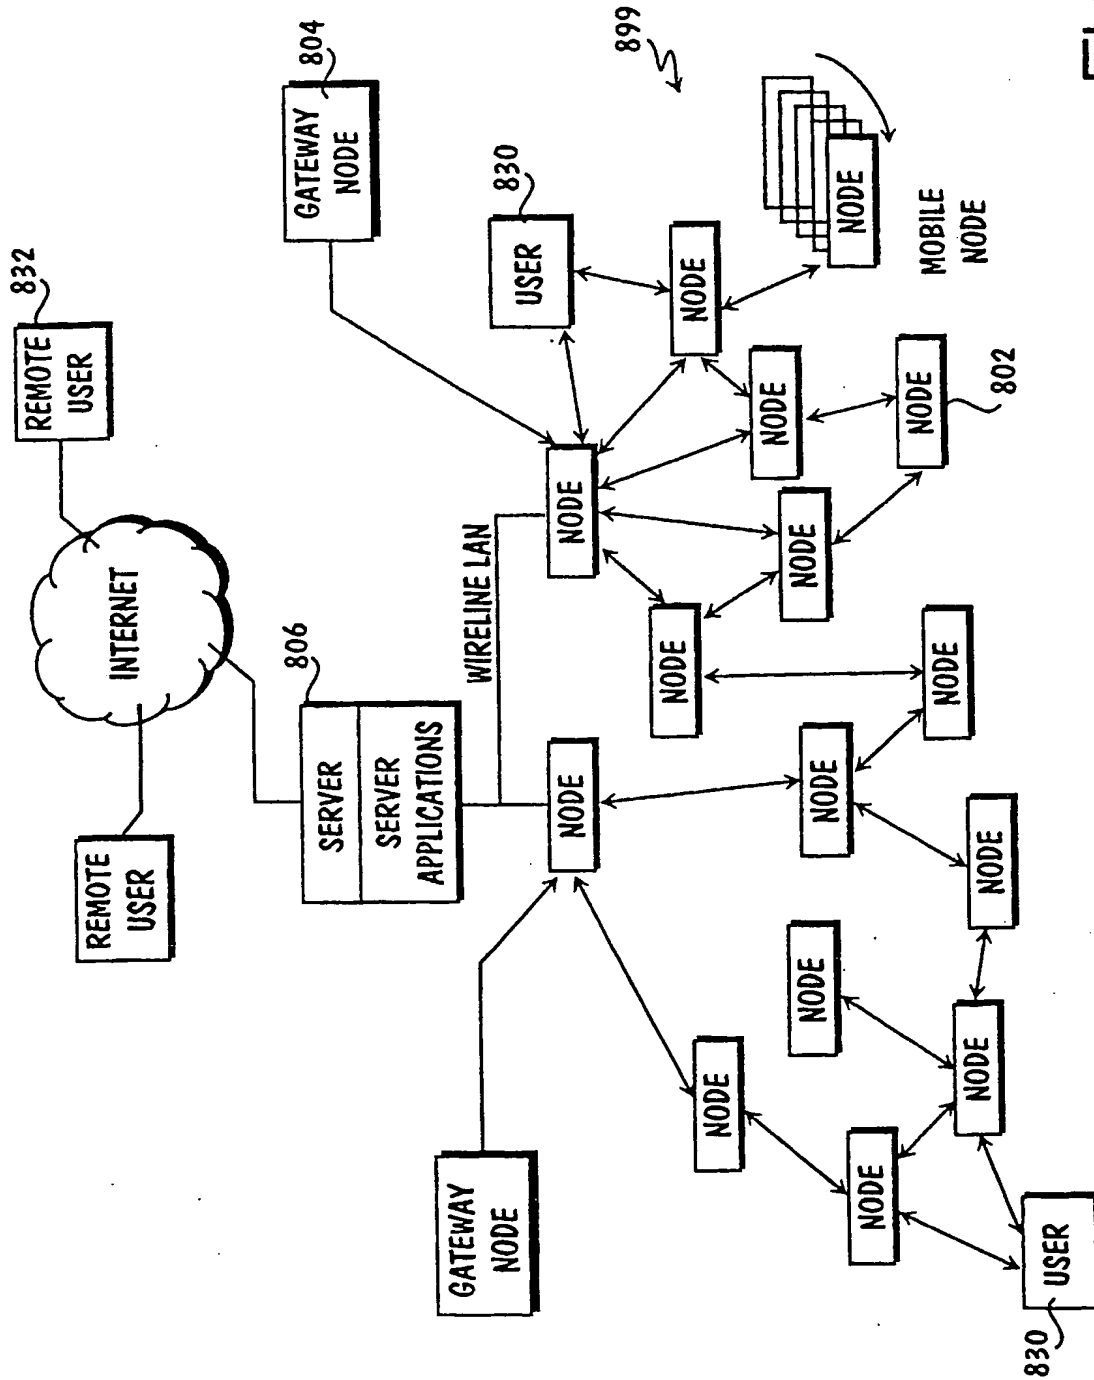 832
REMOTE
USER
REMOTE
USER
INTERNET
806
SERVER
SERVER
APPLICATIONS
804
GATEWAY
NODE
GATEWAY
NODE
WIRELINE LAN
830
USER
NODE
NODE
899
NODE
NODE
NODE
NODE
NODE
NODE
NODE
NODE
NODE
MOBILE
NODE
NODE
802
NODE
NODE
NODE
USER
830